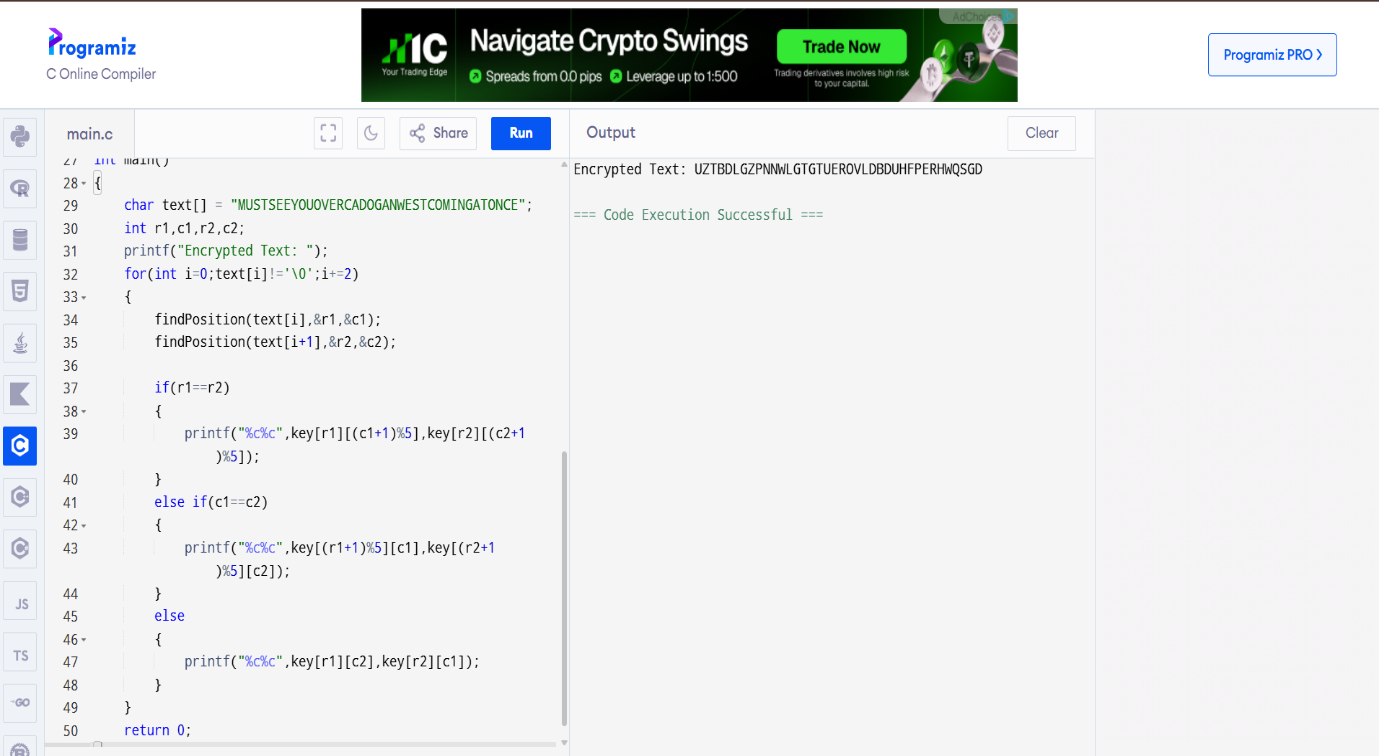 Programiz
C Online Compiler
H1C
Your Trading Edge
Navigate Crypto Swings
Spreads from 0.0 pips Leverage up to 1:500
Trade Now
Trading derivatives involves high risk
to your capital.
AdChoices
Programiz PRO >
main.c
Share
Run
Output
Clear
27 int main()
28 {
29 char text[] = "MUSTSEEYOUOVERCADOGANWESTCOMINGATONCE";
30 int r1,c1,r2,c2;
31 printf("Encrypted Text: ");
32 for(int i=0;text[i]!='\0';i+=2)
33 {
34 findPosition(text[i],&r1,&c1);
35 findPosition(text[i+1],&r2,&c2);
36
37 if(r1==r2)
38 {
39 printf("%c%c",key[r1][(c1+1)%5],key[r2][(c2+1
)%5]);
40 }
41 else if(c1==c2)
42 {
43 printf("%c%c",key[(r1+1)%5][c1],key[(r2+1
)%5][c2]);
44 }
45 else
46 {
47 printf("%c%c",key[r1][c2],key[r2][c1]);
48 }
49 }
50 return 0;
Encrypted Text: UZTBDLGZPNNWLGTGTUEROVLDBDUHFPERHWQSGD
=== Code Execution Successful ===
R
5
C
C
C
JS
TS
GO